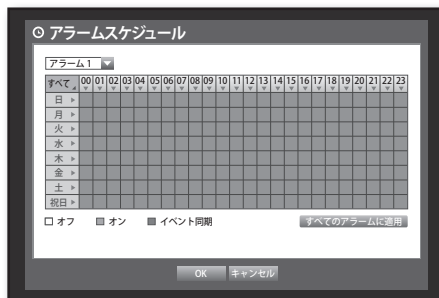 アラームスケジュール
アラーム 1
すべて 00 01 02 03 04 05 06 07 08 09 10 11 12 13 14 15 16 17 18 19 20 21 22 23
日
月
火
水
木
金
土
祝日
オフ オン イベント同期 すべてのアラームに適用
OK キャンセル